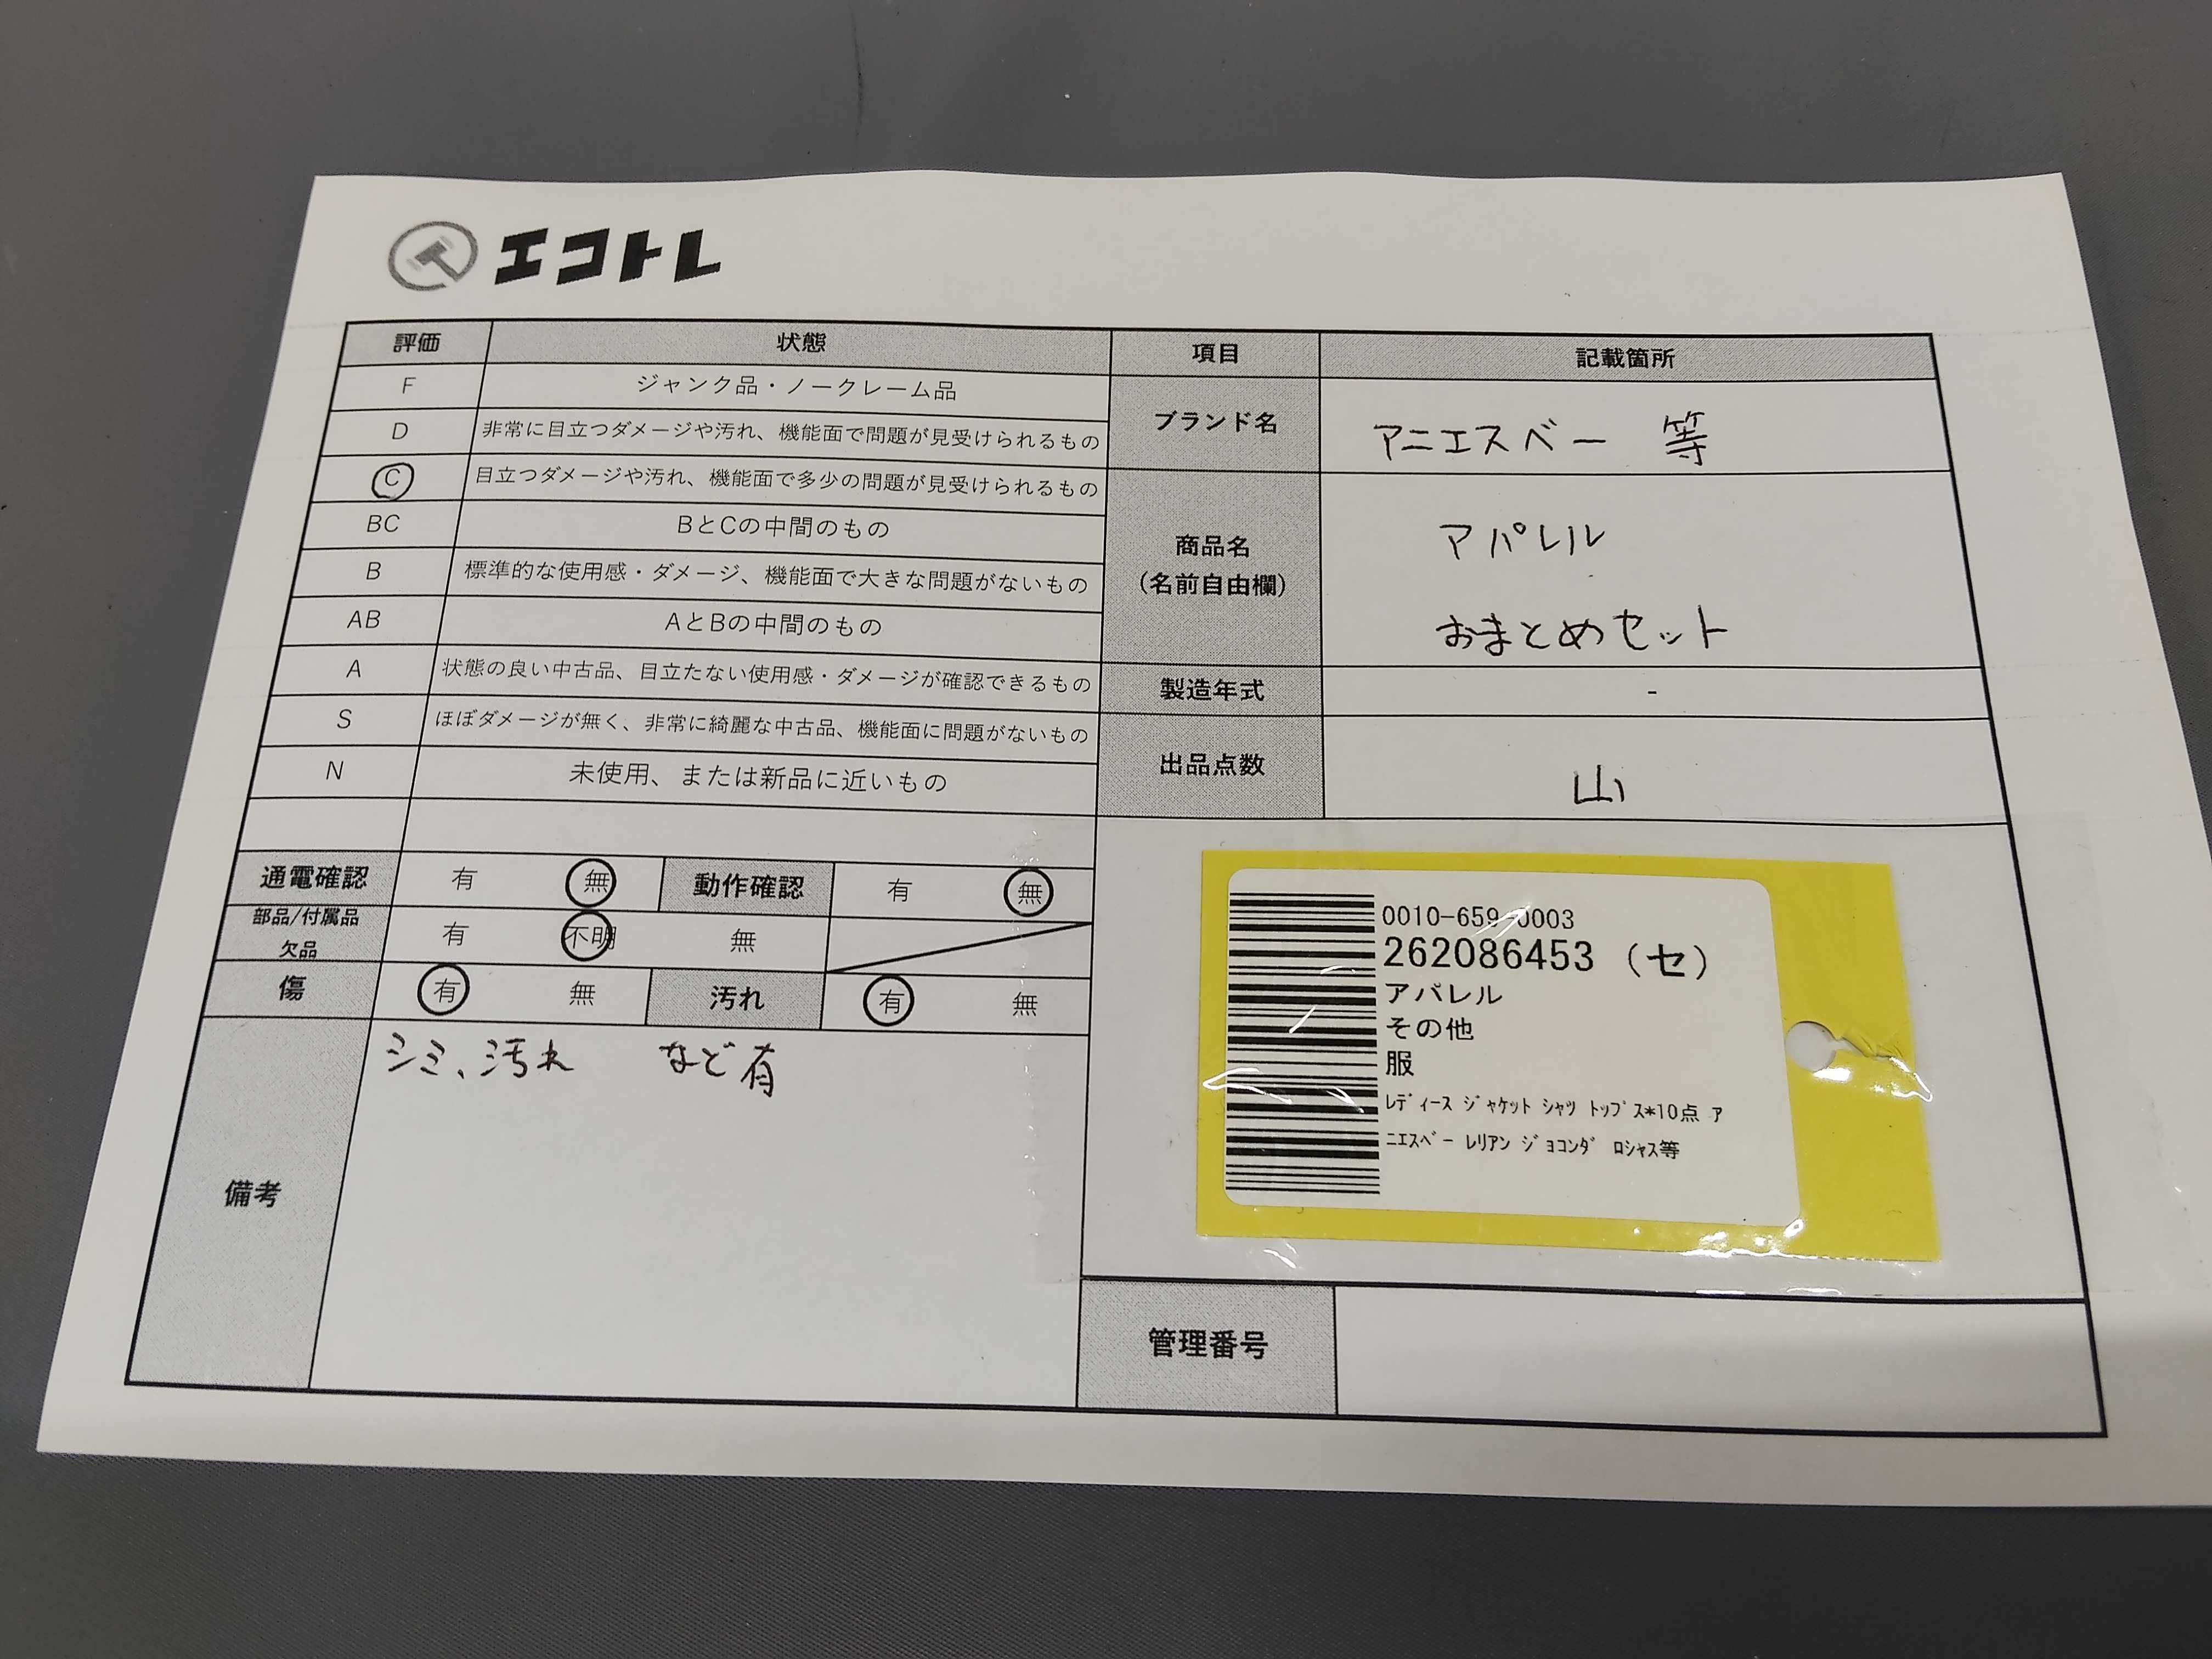 エコトレ
評価 状態
F ジャンク品・ノークレーム品
D 非常に目立つダメージや汚れ、機能面で問題が見受けられるもの
C 目立つダメージや汚れ、機能面で多少の問題が見受けられるもの
BC BとCの中間のもの
B 標準的な使用感・ダメージ、機能面で大きな問題がないもの
AB AとBの中間のもの
A 状態の良い中古品、目立たない使用感・ダメージが確認できるもの
S ほぼダメージが無く、非常に綺麗な中古品、機能面に問題がないもの
N 未使用、または新品に近いもの
通電確認 有 無 動作確認 有 無
部品/付属品
欠品 有 不明 無
傷 有 無 汚れ 有 無
備考 シミ、汚れ など有
項目 記載箇所
ブランド名 アニエスベー 等
商品名
(名前自由欄)
アパレル
おまとめセット
製造年式 -
出品点数 山
0010-659-0003
262086453 (セ)
アパレル
その他
服
ﾚﾃﾞｨｰｽ ｼﾞｬｹｯﾄ ｼｬﾂ ﾄｯﾌﾟｽ*10点 ｱ
ﾆｴｽﾍﾞｰ ﾚﾘｱﾝ ｼﾞｮｺﾝﾀﾞ ﾛｼｬｽ等
管理番号